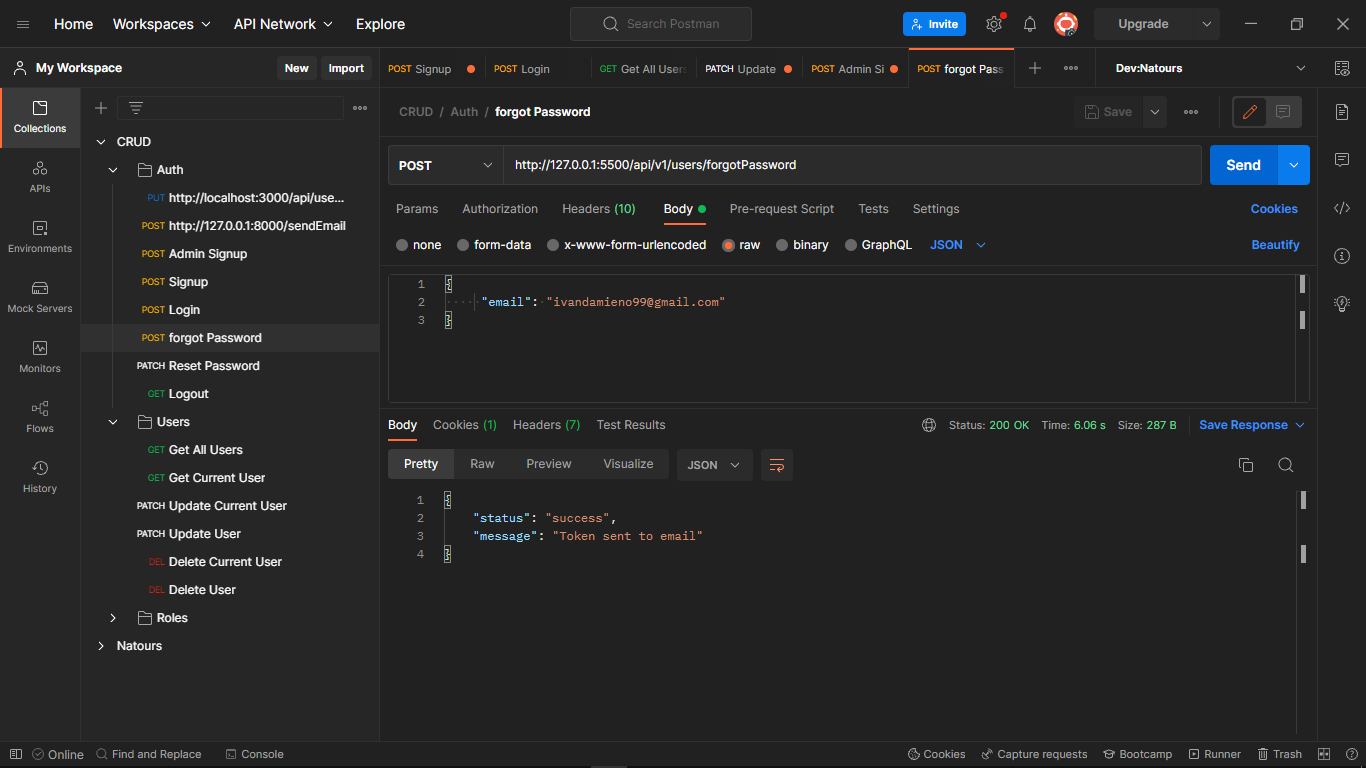 Home Workspaces API Network Explore Search Postman Invite Upgrade
My Workspace New Import
POST Signup POST Login GET Get All Users PATCH Update POST Admin Si POST forgot Pass Dev:Natours
Collections
APIs
Environments
Mock Servers
Monitors
Flows
History
CRUD
Auth
PUT http://localhost:3000/api/use...
POST http://127.0.0.1:8000/sendEmail
POST Admin Signup
POST Signup
POST Login
POST forgot Password
PATCH Reset Password
GET Logout
Users
GET Get All Users
GET Get Current User
PATCH Update Current User
PATCH Update User
DEL Delete Current User
DEL Delete User
Roles
Natours
CRUD / Auth / forgot Password Save
POST http://127.0.0.1:5500/api/v1/users/forgotPassword Send
Params Authorization Headers (10) Body Pre-request Script Tests Settings Cookies
none form-data x-www-form-urlencoded raw binary GraphQL JSON Beautify
1 {
2 "email": "ivandamieno99@gmail.com"
3 }
Body Cookies (1) Headers (7) Test Results Status: 200 OK Time: 6.06 s Size: 287 B Save Response
Pretty Raw Preview Visualize JSON
1 {
2 "status": "success",
3 "message": "Token sent to email"
4 }
Online Find and Replace Console Cookies Capture requests Bootcamp Runner Trash